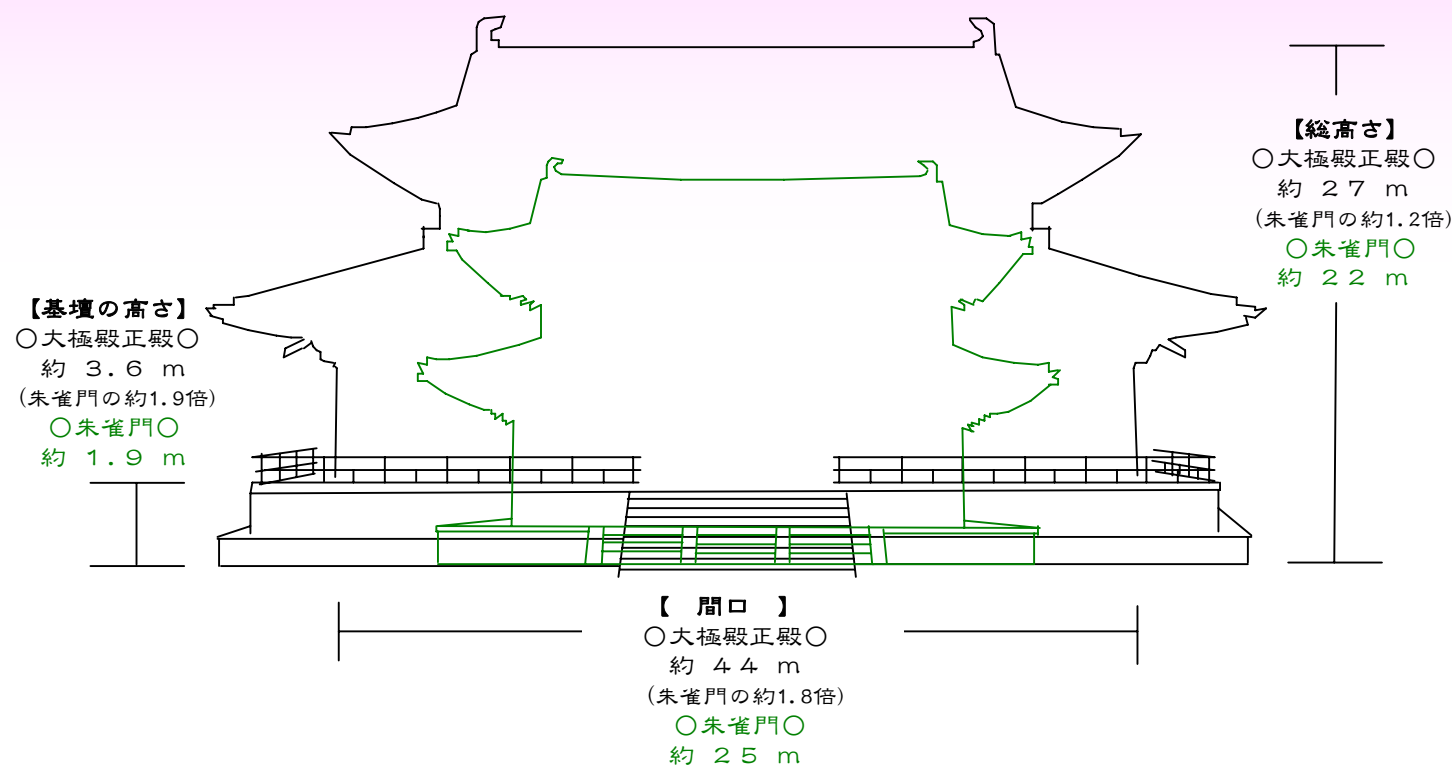 【総高さ】
○大極殿正殿○
約 27 m
(朱雀門の約1.2倍)
○朱雀門○
約 22 m
【基壇の高さ】
○大極殿正殿○
約 3.6 m
(朱雀門の約1.9倍)
○朱雀門○
約 1.9 m
【 間口 】
○大極殿正殿○
約 44 m
(朱雀門の約1.8倍)
○朱雀門○
約 25 m